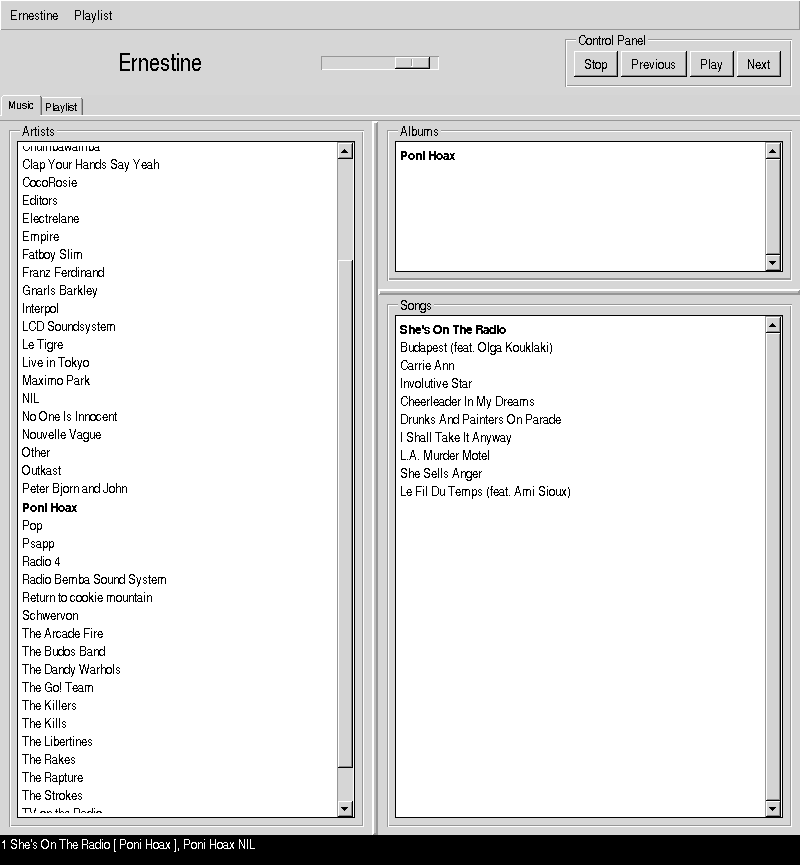 Ernestine Playlist
Ernestine
Control Panel
Stop Previous Play Next
Music Playlist
Artists
Chumbawamba
Clap Your Hands Say Yeah
CocoRosie
Editors
Electrelane
Empire
Fatboy Slim
Franz Ferdinand
Gnarls Barkley
Interpol
LCD Soundsystem
Le Tigre
Live in Tokyo
Maximo Park
NIL
No One Is Innocent
Nouvelle Vague
Other
Outkast
Peter Bjorn and John
Poni Hoax
Pop
Psapp
Radio 4
Radio Bemba Sound System
Return to cookie mountain
Schwervon
The Arcade Fire
The Budos Band
The Dandy Warhols
The Go! Team
The Killers
The Kills
The Libertines
The Rakes
The Rapture
The Strokes
TV on the Radio
Albums
Poni Hoax
Songs
She's On The Radio
Budapest (feat. Olga Kouklaki)
Carrie Ann
Involutive Star
Cheerleader In My Dreams
Drunks And Painters On Parade
I Shall Take It Anyway
L.A. Murder Motel
She Sells Anger
Le Fil Du Temps (feat. Ami Sioux)
1 She's On The Radio [ Poni Hoax ], Poni Hoax NIL